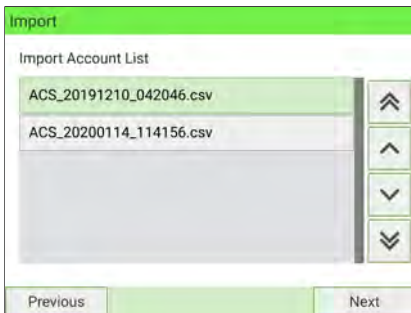 Import
Import Account List
ACS_20191210_042046.csv
ACS_20200114_114156.csv
Previous
Next